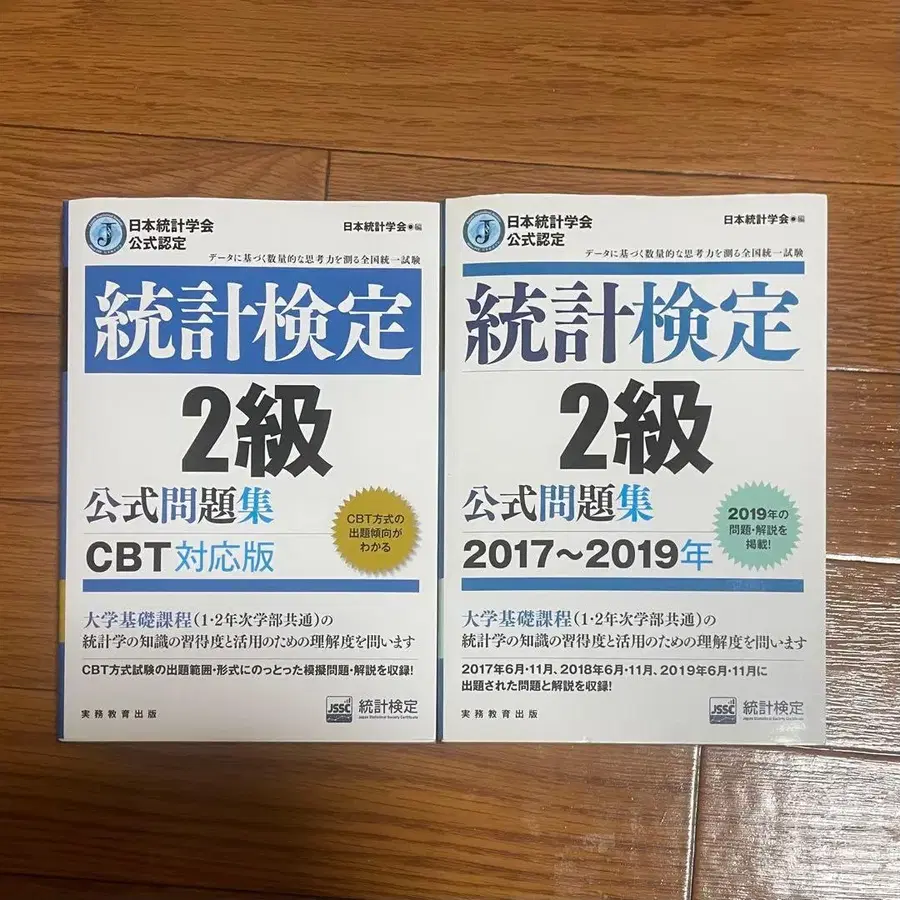 日本統計学会
公式認定
日本統計学会●編
データに基づく数量的な思考力を測る全国統一試験
統計検定
2級
公式問題集
CBT対応版
CBT方式の
出題傾向が
わかる
大学基礎課程(1・2年次学部共通)の
統計学の知識の習得度と活用のための理解度を問います
CBT方式試験の出題範囲・形式にのっとった模擬問題・解説を収録!
実務教育出版
JSSC
統計検定
Japan Statistical Society Certificate
日本統計学会
公式認定
日本統計学会●編
データに基づく数量的な思考力を測る全国統一試験
統計検定
2級
公式問題集
2017〜2019年
2019年の
問題・解説を
掲載!
大学基礎課程(1・2年次学部共通)の
統計学の知識の習得度と活用のための理解度を問います
2017年6月・11月、2018年6月・11月、2019年6月・11月に
出題された問題と解説を収録!
実務教育出版
JSSC
統計検定
Japan Statistical Society Certificate